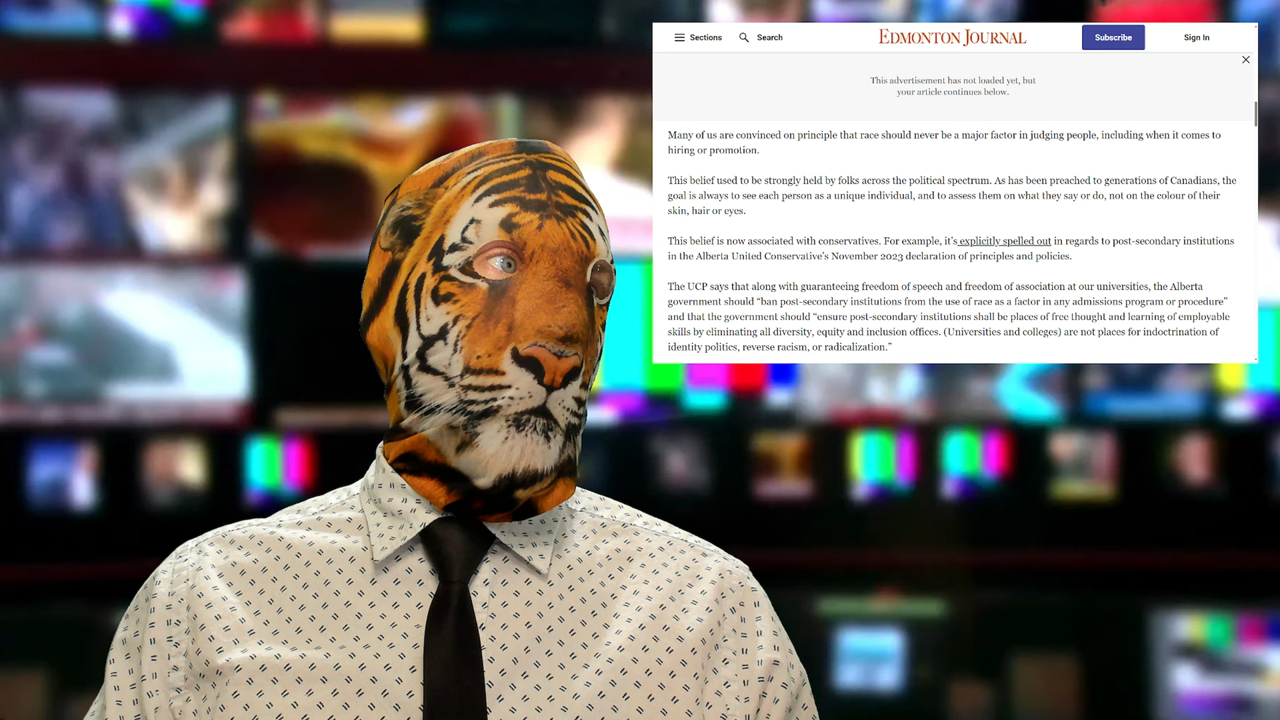 Sections Search EDMONTON JOURNAL Subscribe Sign In
This advertisement has not loaded yet, but
your article continues below.
Many of us are convinced on principle that race should never be a major factor in judging people, including when it comes to
hiring or promotion.
This belief used to be strongly held by folks across the political spectrum. As has been preached to generations of Canadians, the
goal is always to see each person as a unique individual, and to assess them on what they say or do, not on the colour of their
skin, hair or eyes.
This belief is now associated with conservatives. For example, it's explicitly spelled out in regards to post-secondary institutions
in the Alberta United Conservative's November 2023 declaration of principles and policies.
The UCP says that along with guaranteeing freedom of speech and freedom of association at our universities, the Alberta
government should “ban post-secondary institutions from the use of race as a factor in any admissions program or procedure”
and that the government should “ensure post-secondary institutions shall be places of free thought and learning of employable
skills by eliminating all diversity, equity and inclusion offices. (Universities and colleges) are not places for indoctrination of
identity politics, reverse racism, or radicalization.”